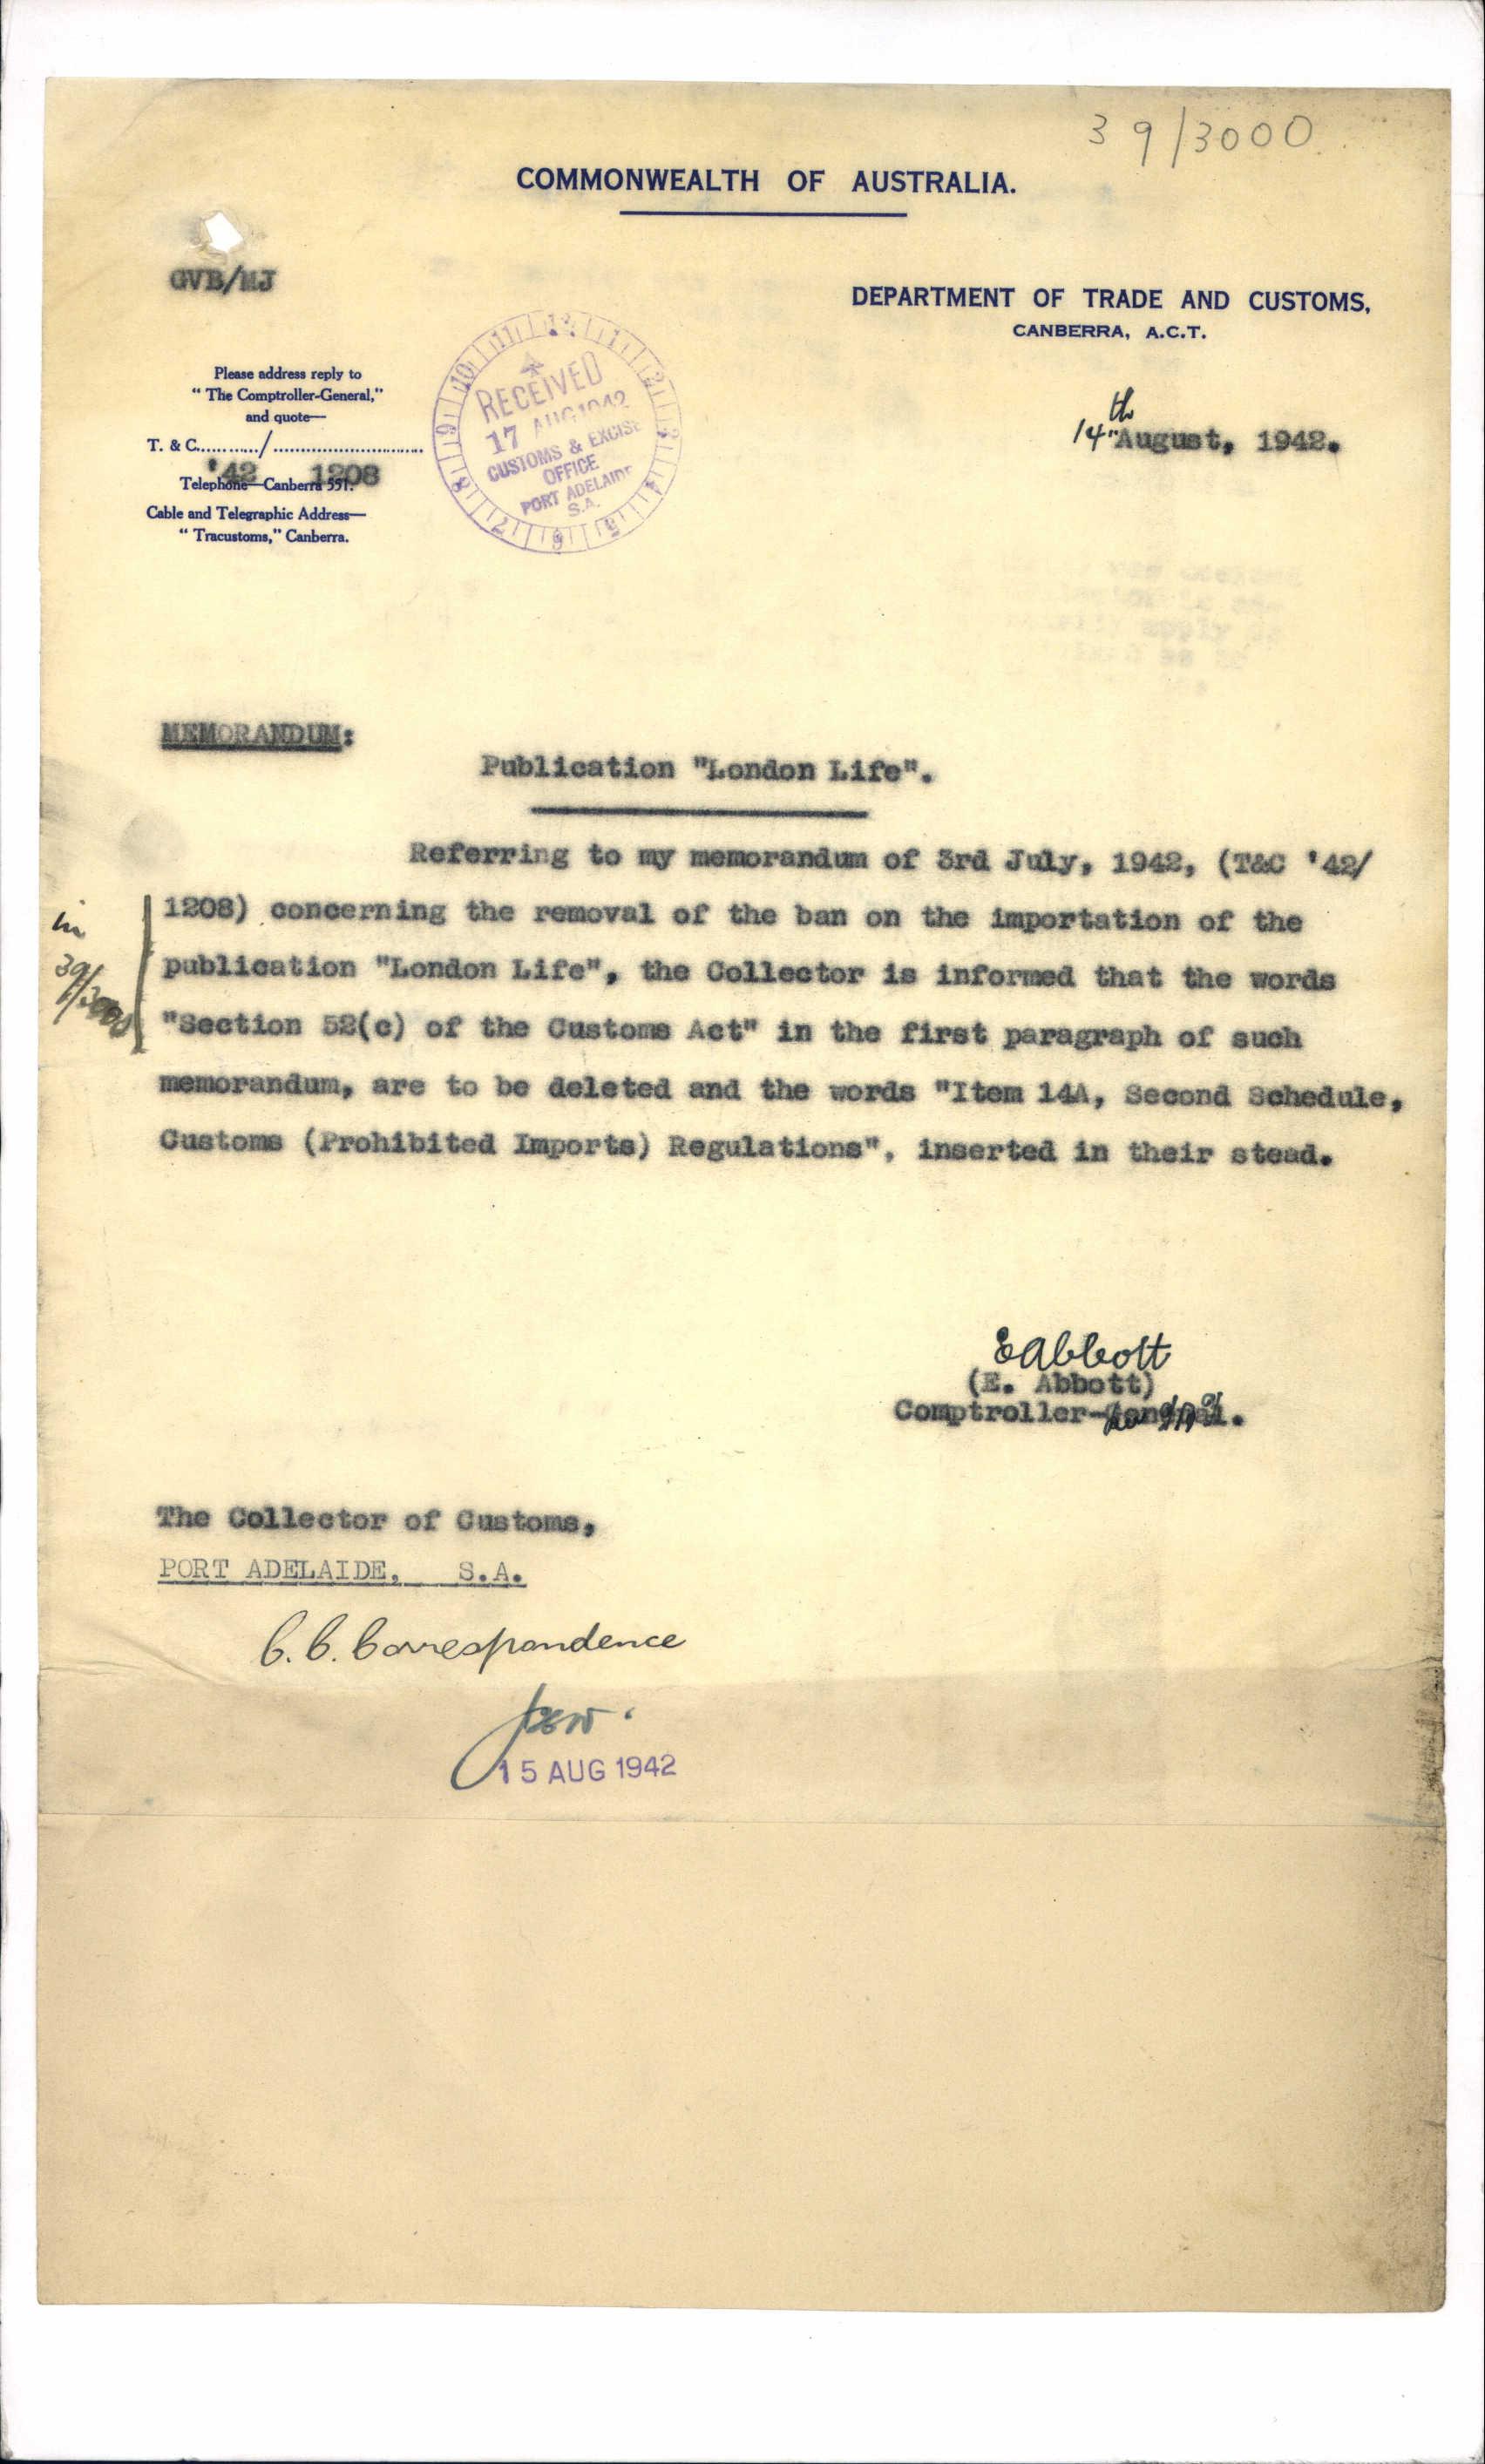 39/3000
COMMONWEALTH OF AUSTRALIA.
GVB/MJ
DEPARTMENT OF TRADE AND CUSTOMS,
CANBERRA, A.C.T.
Please address reply to
"The Comptroller-General,"
and quote—
T. & C.........../............................
'42 1208
Telephone—Canberra 551.
Cable and Telegraphic Address—
"Tracustoms," Canberra.
RECEIVED
17 AUG 1942
CUSTOMS & EXCISE
OFFICE
PORT ADELAIDE
S.A.
14th August, 1942.
MEMORANDUM:
Publication "London Life".
Referring to my memorandum of 3rd July, 1942, (T&C '42/
1208) concerning the removal of the ban on the importation of the
publication "London Life", the Collector is informed that the words
"Section 52(c) of the Customs Act" in the first paragraph of such
memorandum, are to be deleted and the words "Item 14A, Second Schedule,
Customs (Prohibited Imports) Regulations", inserted in their stead.
in
39/3000
EAbbott
(E. Abbott)
Comptroller-General.
The Collector of Customs,
PORT ADELAIDE, S.A.
C.C. Correspondence
15 AUG 1942